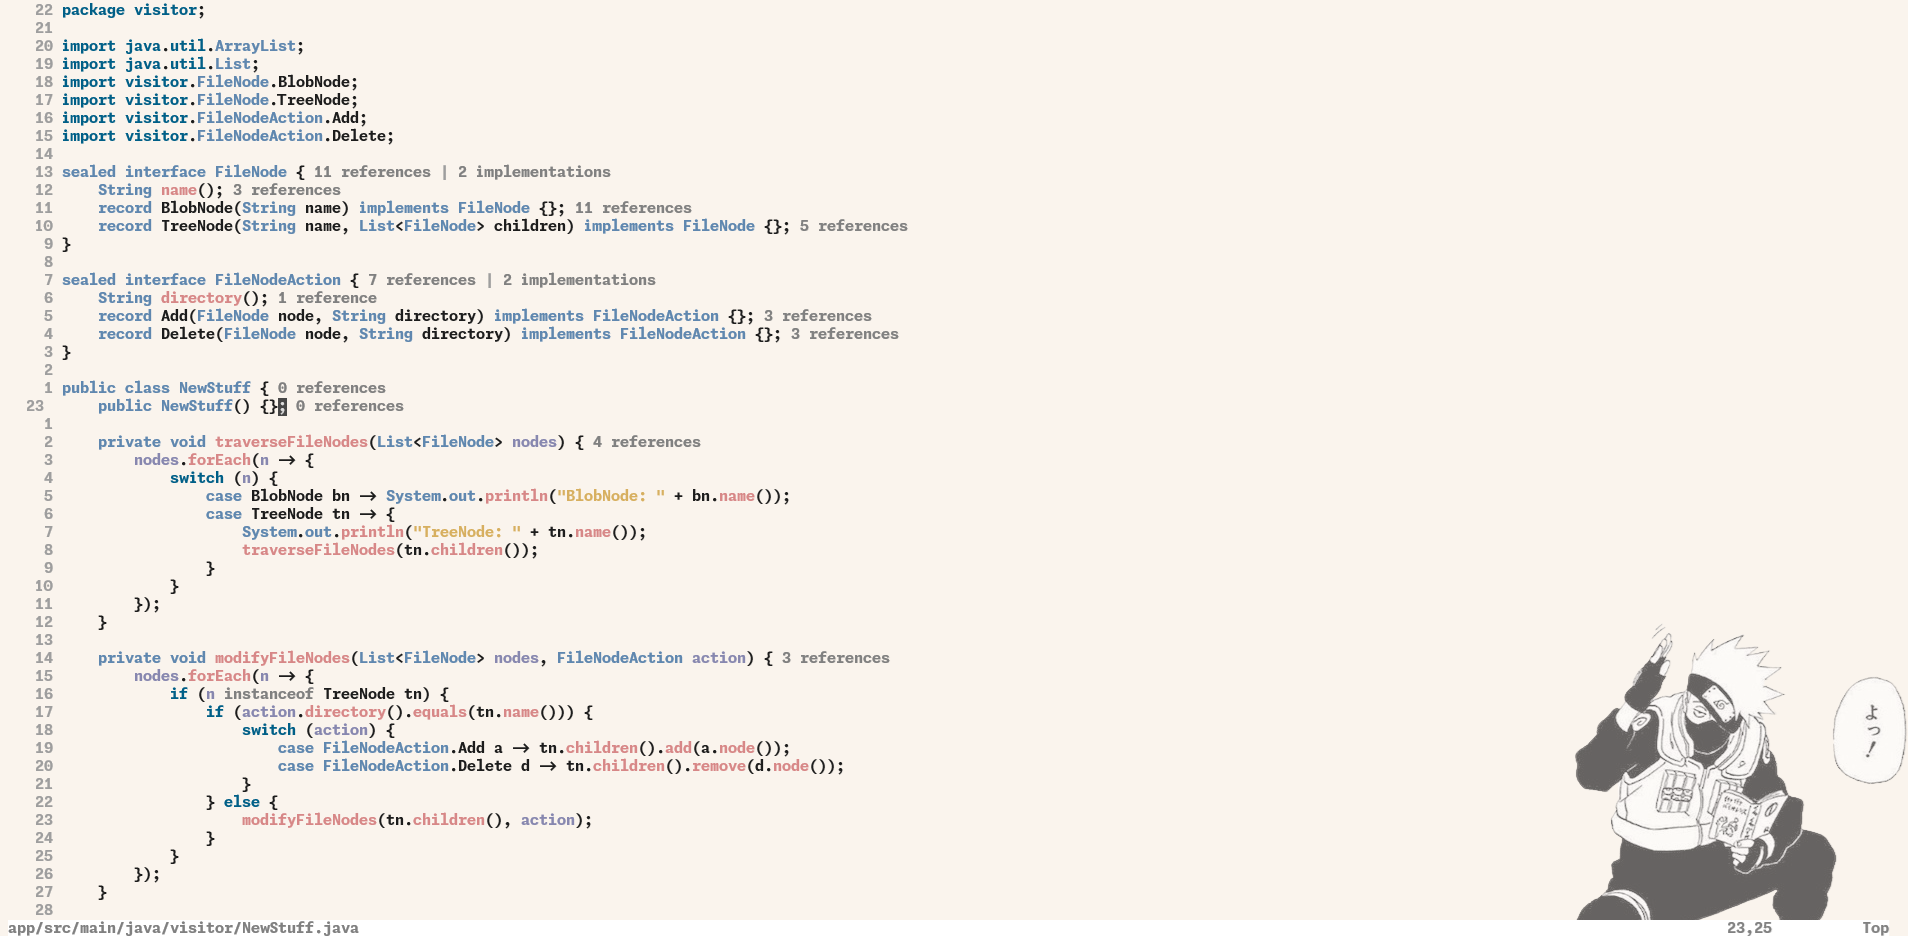 22 package visitor;
21
20 import java.util.ArrayList;
19 import java.util.List;
18 import visitor.FileNode.BlobNode;
17 import visitor.FileNode.TreeNode;
16 import visitor.FileNodeAction.Add;
15 import visitor.FileNodeAction.Delete;
14
13 sealed interface FileNode { 11 references | 2 implementations
12     String name(); 3 references
11     record BlobNode(String name) implements FileNode {}; 11 references
10     record TreeNode(String name, List<FileNode> children) implements FileNode {}; 5 references
9 }
8
7 sealed interface FileNodeAction { 7 references | 2 implementations
6     String directory(); 1 reference
5     record Add(FileNode node, String directory) implements FileNodeAction {}; 3 references
4     record Delete(FileNode node, String directory) implements FileNodeAction {}; 3 references
3 }
2
1 public class NewStuff { 0 references
23     public NewStuff() {}; 0 references
1
2     private void traverseFileNodes(List<FileNode> nodes) { 4 references
3         nodes.forEach(n -> {
4             switch (n) {
5                 case BlobNode bn -> System.out.println("BlobNode: " + bn.name());
6                 case TreeNode tn -> {
7                     System.out.println("TreeNode: " + tn.name());
8                     traverseFileNodes(tn.children());
9                 }
10             }
11         });
12     }
13
14     private void modifyFileNodes(List<FileNode> nodes, FileNodeAction action) { 3 references
15         nodes.forEach(n -> {
16             if (n instanceof TreeNode tn) {
17                 if (action.directory().equals(tn.name())) {
18                     switch (action) {
19                         case FileNodeAction.Add a -> tn.children().add(a.node());
20                         case FileNodeAction.Delete d -> tn.children().remove(d.node());
21                     }
22                 } else {
23                     modifyFileNodes(tn.children(), action);
24                 }
25             }
26         });
27     }
28
よっ!
app/src/main/java/visitor/NewStuff.java 23,25 Top